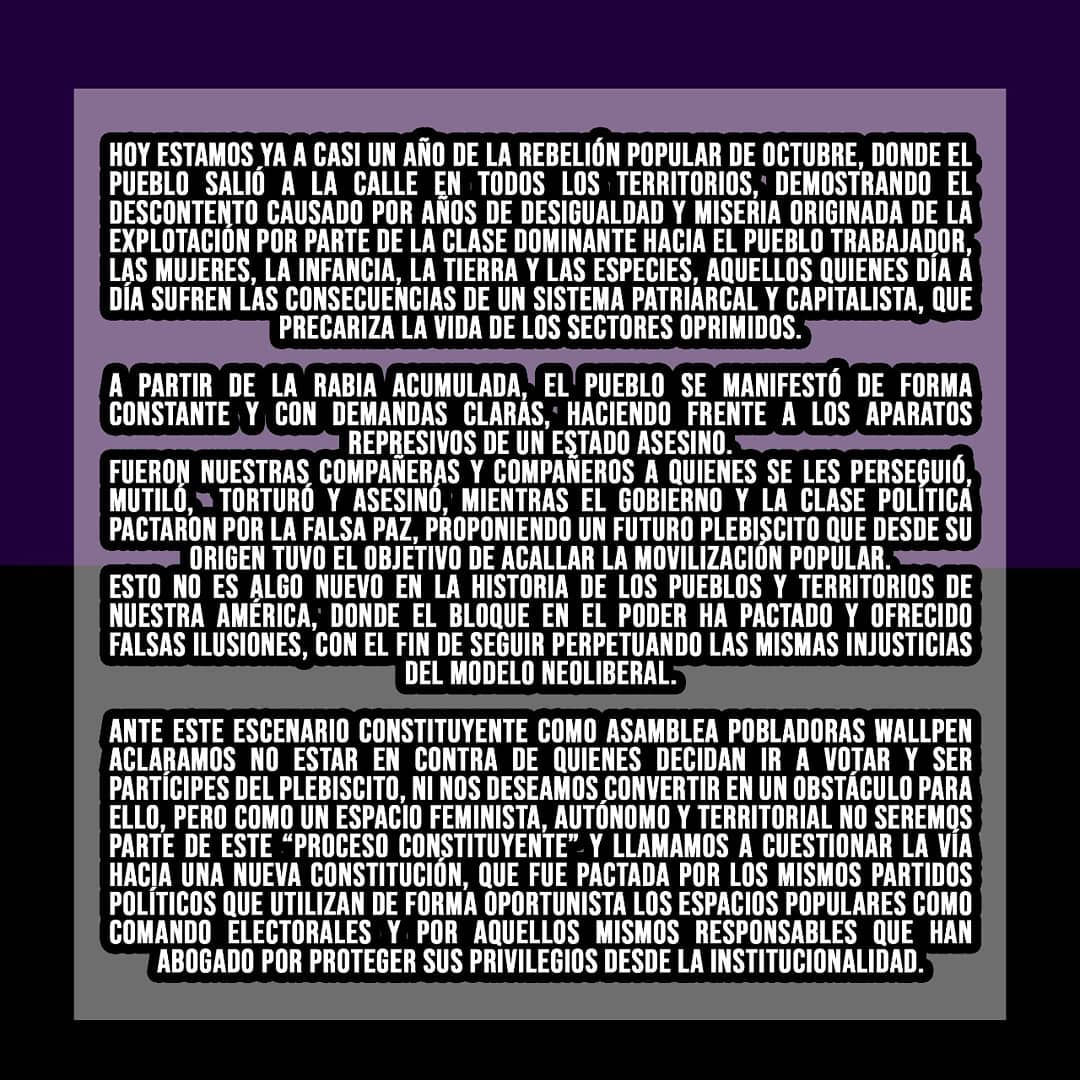 HOY ESTAMOS YA A CASI UN AÑO DE LA REBELIÓN POPULAR DE OCTUBRE, DONDE EL
PUEBLO SALIÓ A LA CALLE EN TODOS LOS TERRITORIOS, DEMOSTRANDO EL
DESCONTENTO CAUSADO POR AÑOS DE DESIGUALDAD Y MISERIA ORIGINADA DE LA
EXPLOTACIÓN POR PARTE DE LA CLASE DOMINANTE HACIA EL PUEBLO TRABAJADOR,
LAS MUJERES, LA INFANCIA, LA TIERRA Y LAS ESPECIES, AQUELLOS QUIENES DÍA A
DÍA SUFREN LAS CONSECUENCIAS DE UN SISTEMA PATRIARCAL Y CAPITALISTA, QUE
PRECARIZA LA VIDA DE LOS SECTORES OPRIMIDOS.
A PARTIR DE LA RABIA ACUMULADA, EL PUEBLO SE MANIFESTÓ DE FORMA
CONSTANTE Y CON DEMANDAS CLARAS, HACIENDO FRENTE A LOS APARATOS
REPRESIVOS DE UN ESTADO ASESINO.
FUERON NUESTRAS COMPAÑERAS Y COMPAÑEROS A QUIENES SE LES PERSEGUIÓ,
MUTILÓ, TORTURÓ Y ASESINÓ, MIENTRAS EL GOBIERNO Y LA CLASE POLÍTICA
PACTARON POR LA FALSA PAZ, PROPONIENDO UN FUTURO PLEBISCITO QUE DESDE SU
ORIGEN TUVO EL OBJETIVO DE ACALLAR LA MOVILIZACIÓN POPULAR.
ESTO NO ES ALGO NUEVO EN LA HISTORIA DE LOS PUEBLOS Y TERRITORIOS DE
NUESTRA AMÉRICA, DONDE EL BLOQUE EN EL PODER HA PACTADO Y OFRECIDO
FALSAS ILUSIONES, CON EL FIN DE SEGUIR PERPETUANDO LAS MISMAS INJUSTICIAS
DEL MODELO NEOLIBERAL.
ANTE ESTE ESCENARIO CONSTITUYENTE COMO ASAMBLEA POBLADORAS WALLPEN
ACLARAMOS NO ESTAR EN CONTRA DE QUIENES DECIDAN IR A VOTAR Y SER
PARTÍCIPES DEL PLEBISCITO, NI NOS DESEAMOS CONVERTIR EN UN OBSTÁCULO PARA
ELLO, PERO COMO UN ESPACIO FEMINISTA, AUTÓNOMO Y TERRITORIAL NO SEREMOS
PARTE DE ESTE “PROCESO CONSTITUYENTE” Y LLAMAMOS A CUESTIONAR LA VÍA
HACIA UNA NUEVA CONSTITUCIÓN, QUE FUE PACTADA POR LOS MISMOS PARTIDOS
POLÍTICOS QUE UTILIZAN DE FORMA OPORTUNISTA LOS ESPACIOS POPULARES COMO
COMANDO ELECTORALES Y POR AQUELLOS MISMOS RESPONSABLES QUE HAN
ABOGADO POR PROTEGER SUS PRIVILEGIOS DESDE LA INSTITUCIONALIDAD.